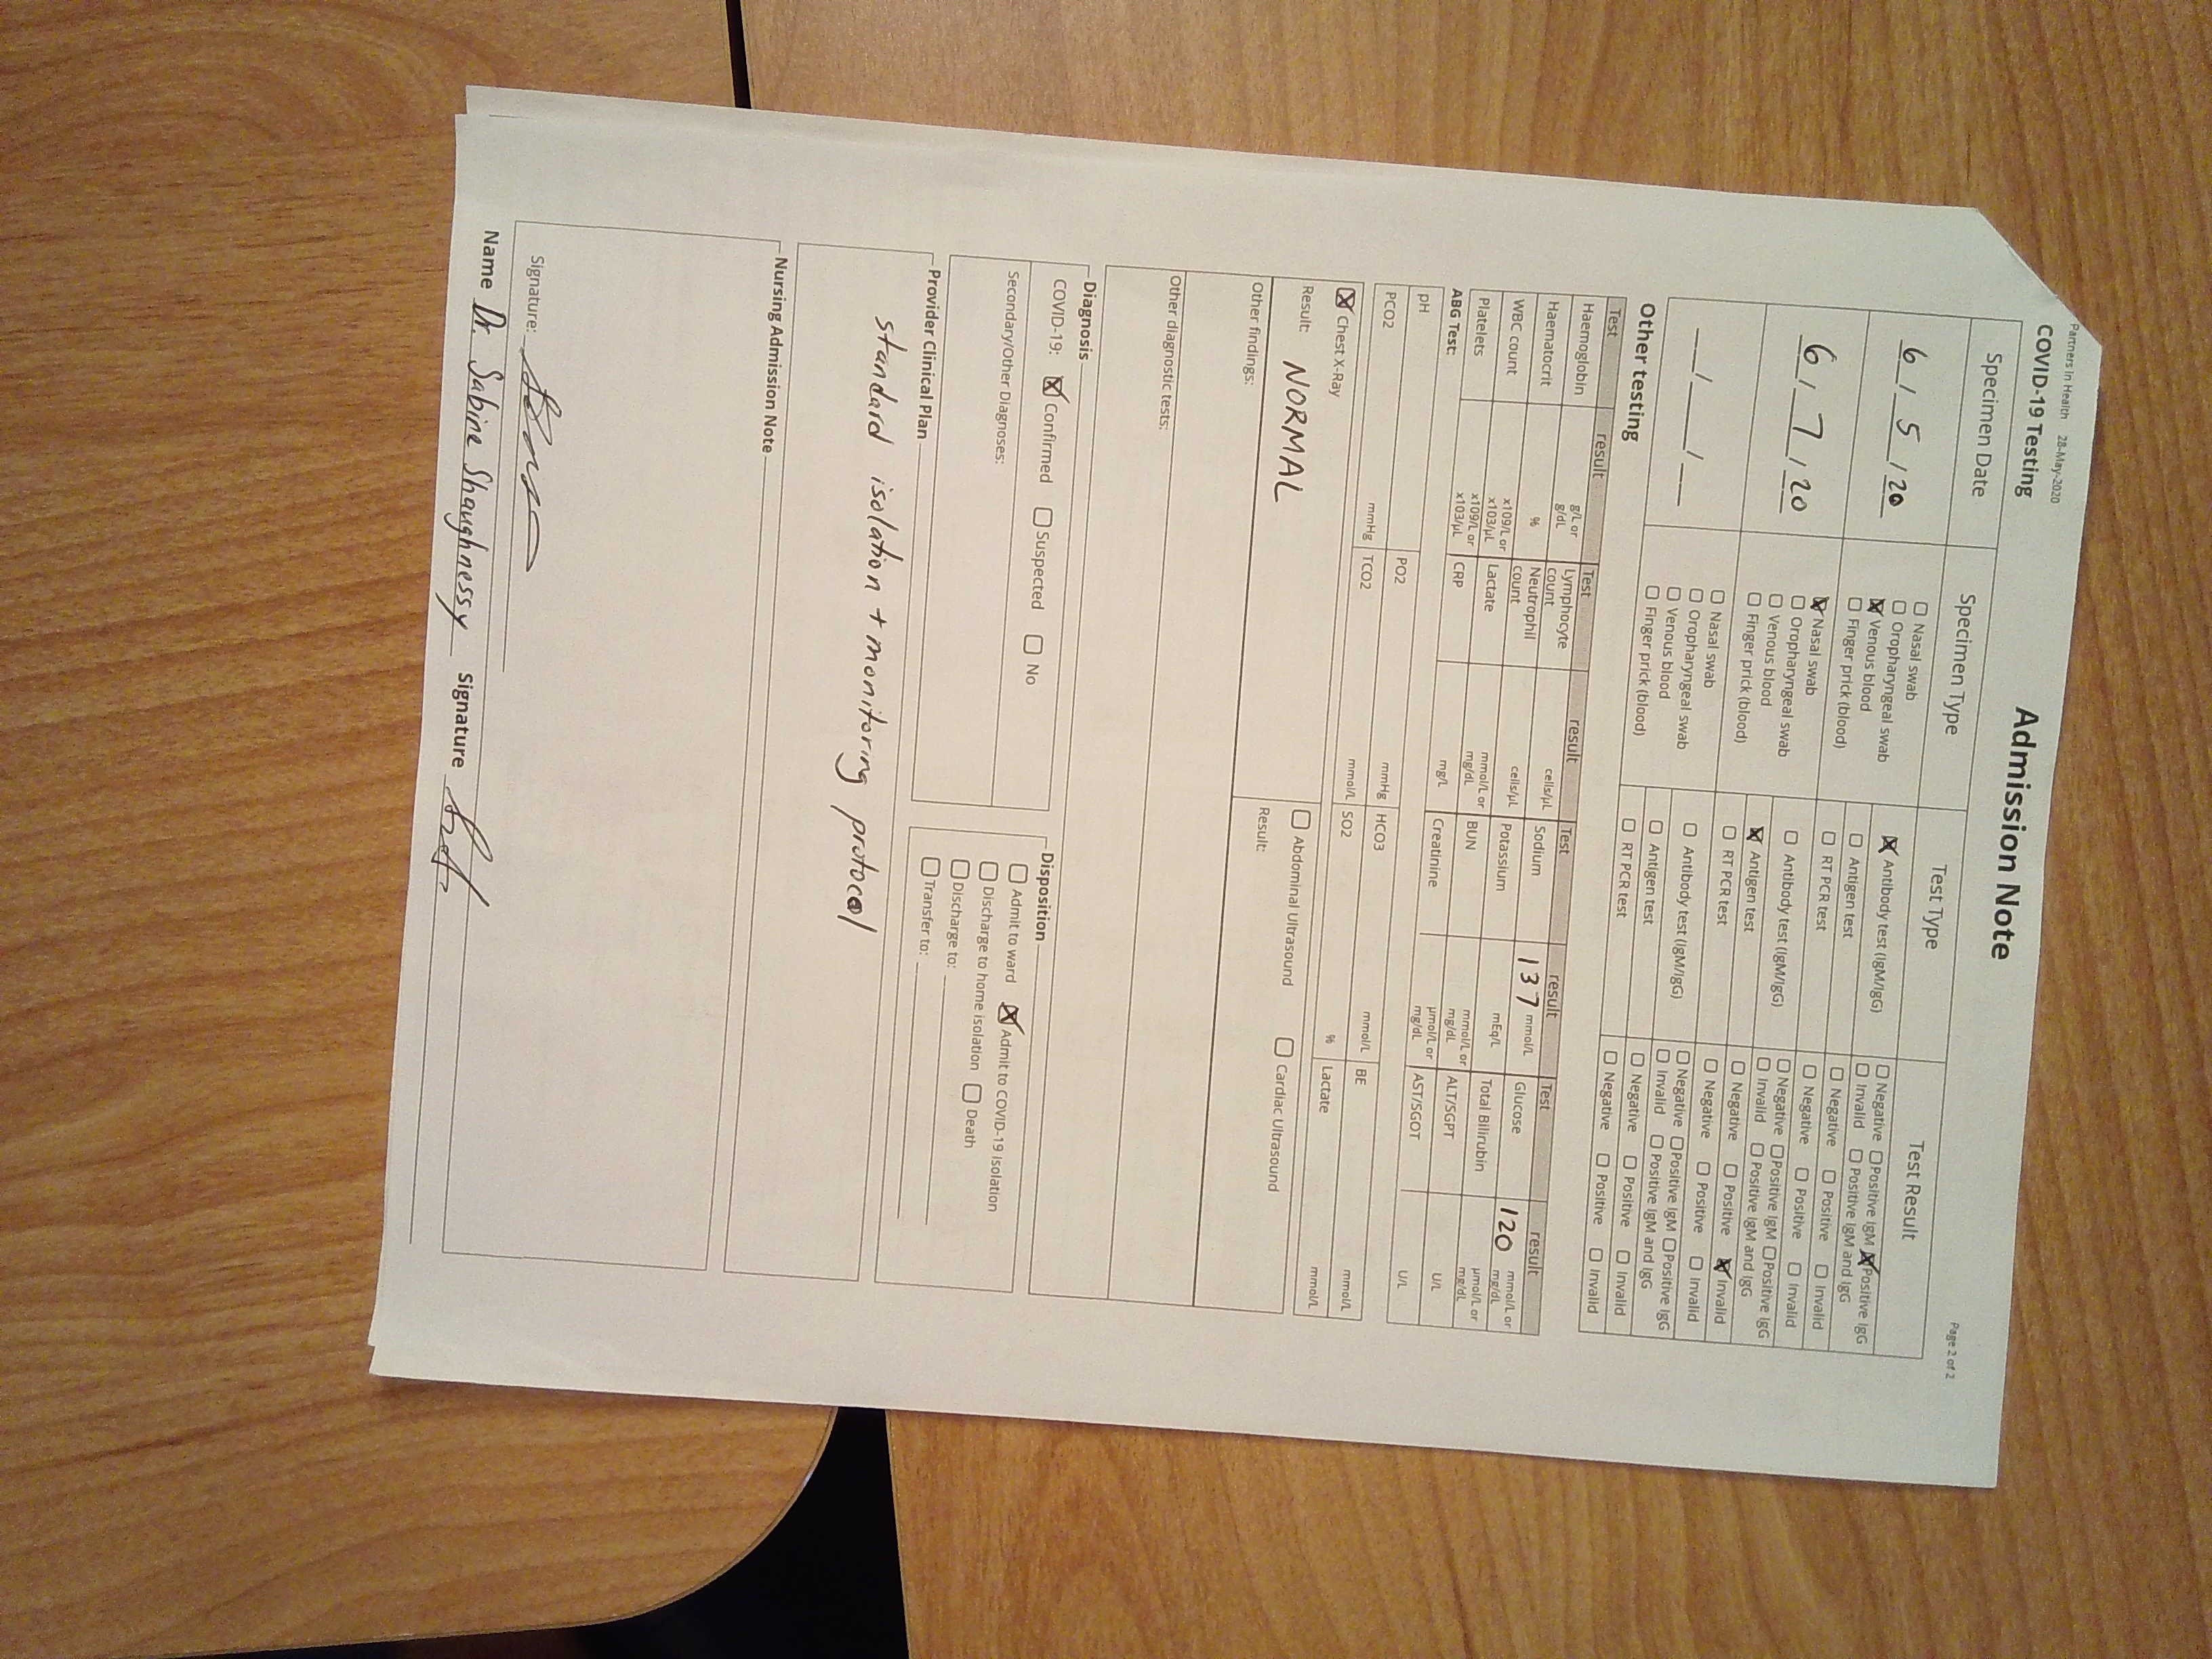 Partners In Health 28-May-2020
Page 2 of 2
Admission Note
COVID-19 Testing
Specimen Date Specimen Type Test Type Test Result
6 / 5 / 20
☐ Nasal swab
☐ Oropharyngeal swab
☒ Venous blood
☐ Finger prick (blood)
☒ Antibody test (IgM/IgG)
☐ Negative ☐ Positive IgM ☒ Positive IgG
☐ Invalid ☐ Positive IgM and IgG
☐ Antigen test
☐ Negative ☐ Positive ☐ Invalid
☐ RT PCR test
☐ Negative ☐ Positive ☐ Invalid
6 / 7 / 20
☒ Nasal swab
☐ Oropharyngeal swab
☐ Venous blood
☐ Finger prick (blood)
☐ Antibody test (IgM/IgG)
☐ Negative ☐ Positive IgM ☐ Positive IgG
☐ Invalid ☐ Positive IgM and IgG
☒ Antigen test
☐ Negative ☐ Positive ☒ Invalid
☐ RT PCR test
☐ Negative ☐ Positive ☐ Invalid
__/__/__
☐ Nasal swab
☐ Oropharyngeal swab
☐ Venous blood
☐ Finger prick (blood)
☐ Antibody test (IgM/IgG)
☐ Negative ☐ Positive IgM ☐ Positive IgG
☐ Invalid ☐ Positive IgM and IgG
☐ Antigen test
☐ Negative ☐ Positive ☐ Invalid
☐ RT PCR test
☐ Negative ☐ Positive ☐ Invalid
Other testing
Test result Test result Test result Test result
Haemoglobin g/L or g/dL Lymphocyte count cells/µL Sodium 137 mmol/L Glucose 120 mmol/L or mg/dL
Haematocrit % Neutrophil count cells/µL Potassium mEq/L Total Bilirubin µmol/L or mg/dL
WBC count x109/L or x103/µL Lactate mmol/L or mg/dL BUN mmol/L or mg/dL ALT/SGPT U/L
Platelets x109/L or x103/µL CRP mg/L Creatinine µmol/L or mg/dL AST/SGOT U/L
ABG Test:
pH PO2 mmHg HCO3 mmol/L BE mmol/L
PCO2 mmHg TCO2 mmol/L SO2 % Lactate mmol/L
☒ Chest X-Ray ☐ Abdominal Ultrasound ☐ Cardiac Ultrasound
Result: NORMAL Result:
Other findings:
Other diagnostic tests:
Diagnosis
COVID-19: ☒ Confirmed ☐ Suspected ☐ No
Secondary/Other Diagnoses:
Disposition
☐ Admit to ward ☒ Admit to COVID-19 Isolation
☐ Discharge to home isolation ☐ Death
☐ Discharge to:
☐ Transfer to:
Provider Clinical Plan
standard isolation + monitoring protocol
Nursing Admission Note
Signature:
Name Dr. Sabine Shaughnessy Signature